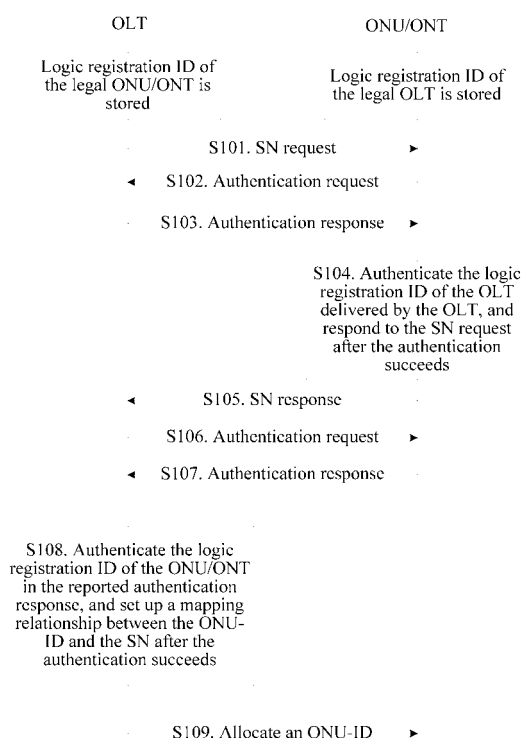 OLT
ONU/ONT
Logic registration ID of
the legal ONU/ONT is
stored
Logic registration ID of
the legal OLT is stored
S101. SN request
S102. Authentication request
S103. Authentication response
S104. Authenticate the logic
registration ID of the OLT
delivered by the OLT, and
respond to the SN request
after the authentication
succeeds
S105. SN response
S106. Authentication request
S107. Authentication response
S108. Authenticate the logic
registration ID of the ONU/ONT
in the reported authentication
response, and set up a mapping
relationship between the ONU-
ID and the SN after the
authentication succeeds
S109. Allocate an ONU-ID